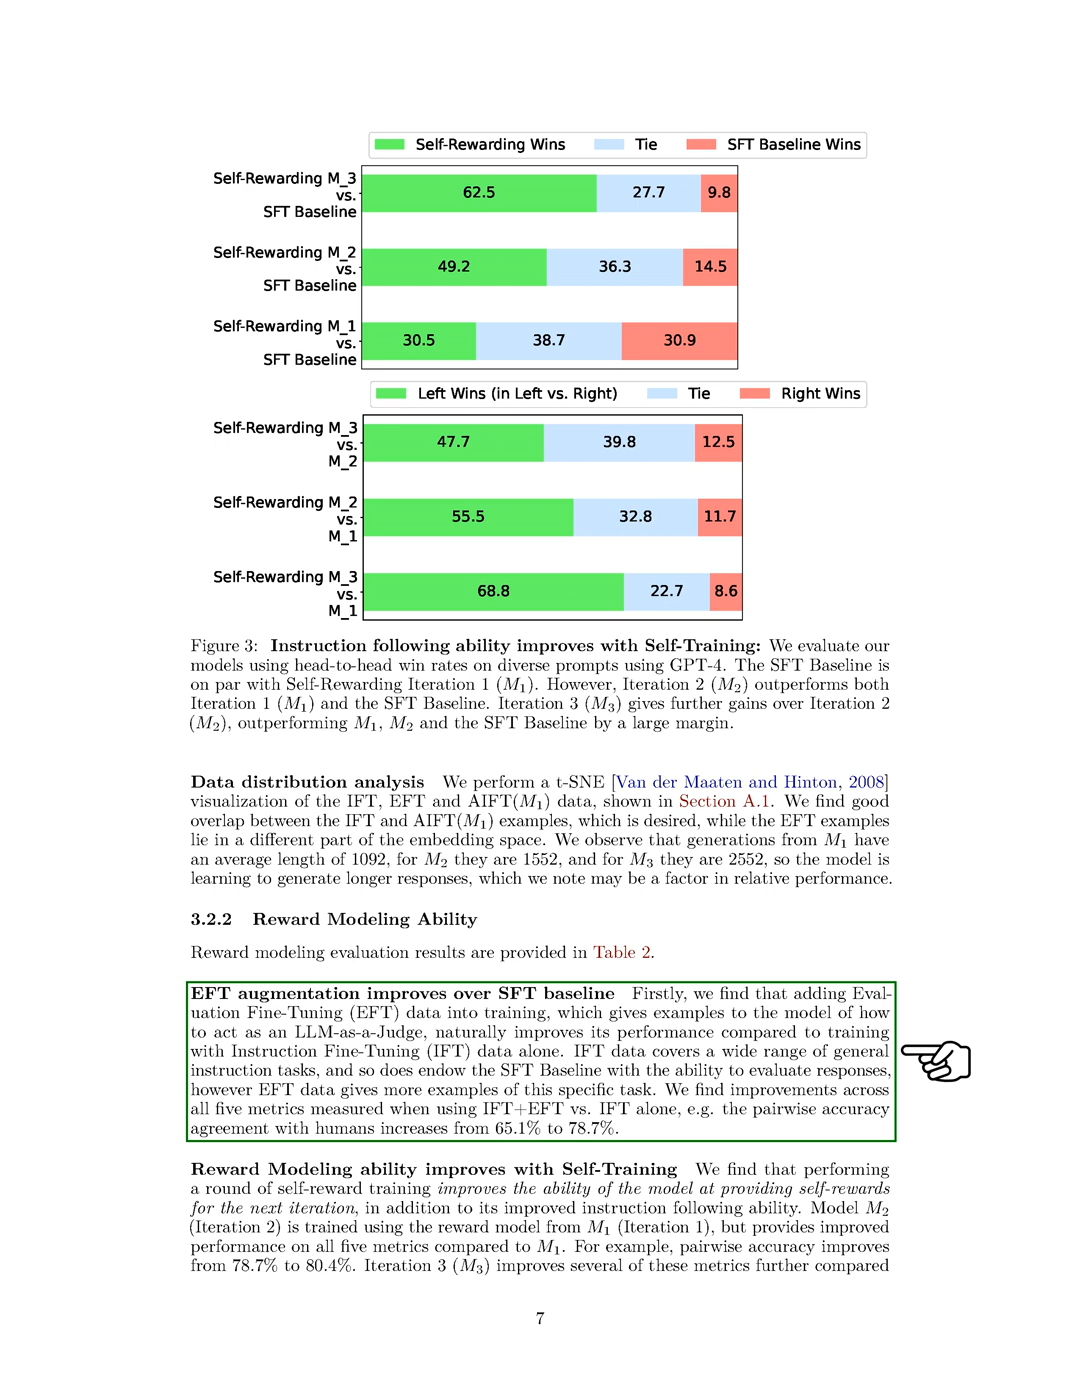 Self-Rewarding Wins Tie SFT Baseline Wins
Self-Rewarding M_3
vs.
SFT Baseline
62.5 27.7 9.8
Self-Rewarding M_2
vs.
SFT Baseline
49.2 36.3 14.5
Self-Rewarding M_1
vs.
SFT Baseline
30.5 38.7 30.9
Left Wins (in Left vs. Right) Tie Right Wins
Self-Rewarding M_3
vs.
M_2
47.7 39.8 12.5
Self-Rewarding M_2
vs.
M_1
55.5 32.8 11.7
Self-Rewarding M_3
vs.
M_1
68.8 22.7 8.6
Figure 3: Instruction following ability improves with Self-Training: We evaluate our
models using head-to-head win rates on diverse prompts using GPT-4. The SFT Baseline is
on par with Self-Rewarding Iteration 1 (M₁). However, Iteration 2 (M₂) outperforms both
Iteration 1 (M₁) and the SFT Baseline. Iteration 3 (M₃) gives further gains over Iteration 2
(M₂), outperforming M₁, M₂ and the SFT Baseline by a large margin.
Data distribution analysis We perform a t-SNE [Van der Maaten and Hinton, 2008]
visualization of the IFT, EFT and AIFT(M₁) data, shown in Section A.1. We find good
overlap between the IFT and AIFT(M₁) examples, which is desired, while the EFT examples
lie in a different part of the embedding space. We observe that generations from M₁ have
an average length of 1092, for M₂ they are 1552, and for M₃ they are 2552, so the model is
learning to generate longer responses, which we note may be a factor in relative performance.
3.2.2 Reward Modeling Ability
Reward modeling evaluation results are provided in Table 2.
EFT augmentation improves over SFT baseline Firstly, we find that adding Eval-
uation Fine-Tuning (EFT) data into training, which gives examples to the model of how
to act as an LLM-as-a-Judge, naturally improves its performance compared to training
with Instruction Fine-Tuning (IFT) data alone. IFT data covers a wide range of general
instruction tasks, and so does endow the SFT Baseline with the ability to evaluate responses,
however EFT data gives more examples of this specific task. We find improvements across
all five metrics measured when using IFT+EFT vs. IFT alone, e.g. the pairwise accuracy
agreement with humans increases from 65.1% to 78.7%.
Reward Modeling ability improves with Self-Training We find that performing
a round of self-reward training improves the ability of the model at providing self-rewards
for the next iteration, in addition to its improved instruction following ability. Model M₂
(Iteration 2) is trained using the reward model from M₁ (Iteration 1), but provides improved
performance on all five metrics compared to M₁. For example, pairwise accuracy improves
from 78.7% to 80.4%. Iteration 3 (M₃) improves several of these metrics further compared
7